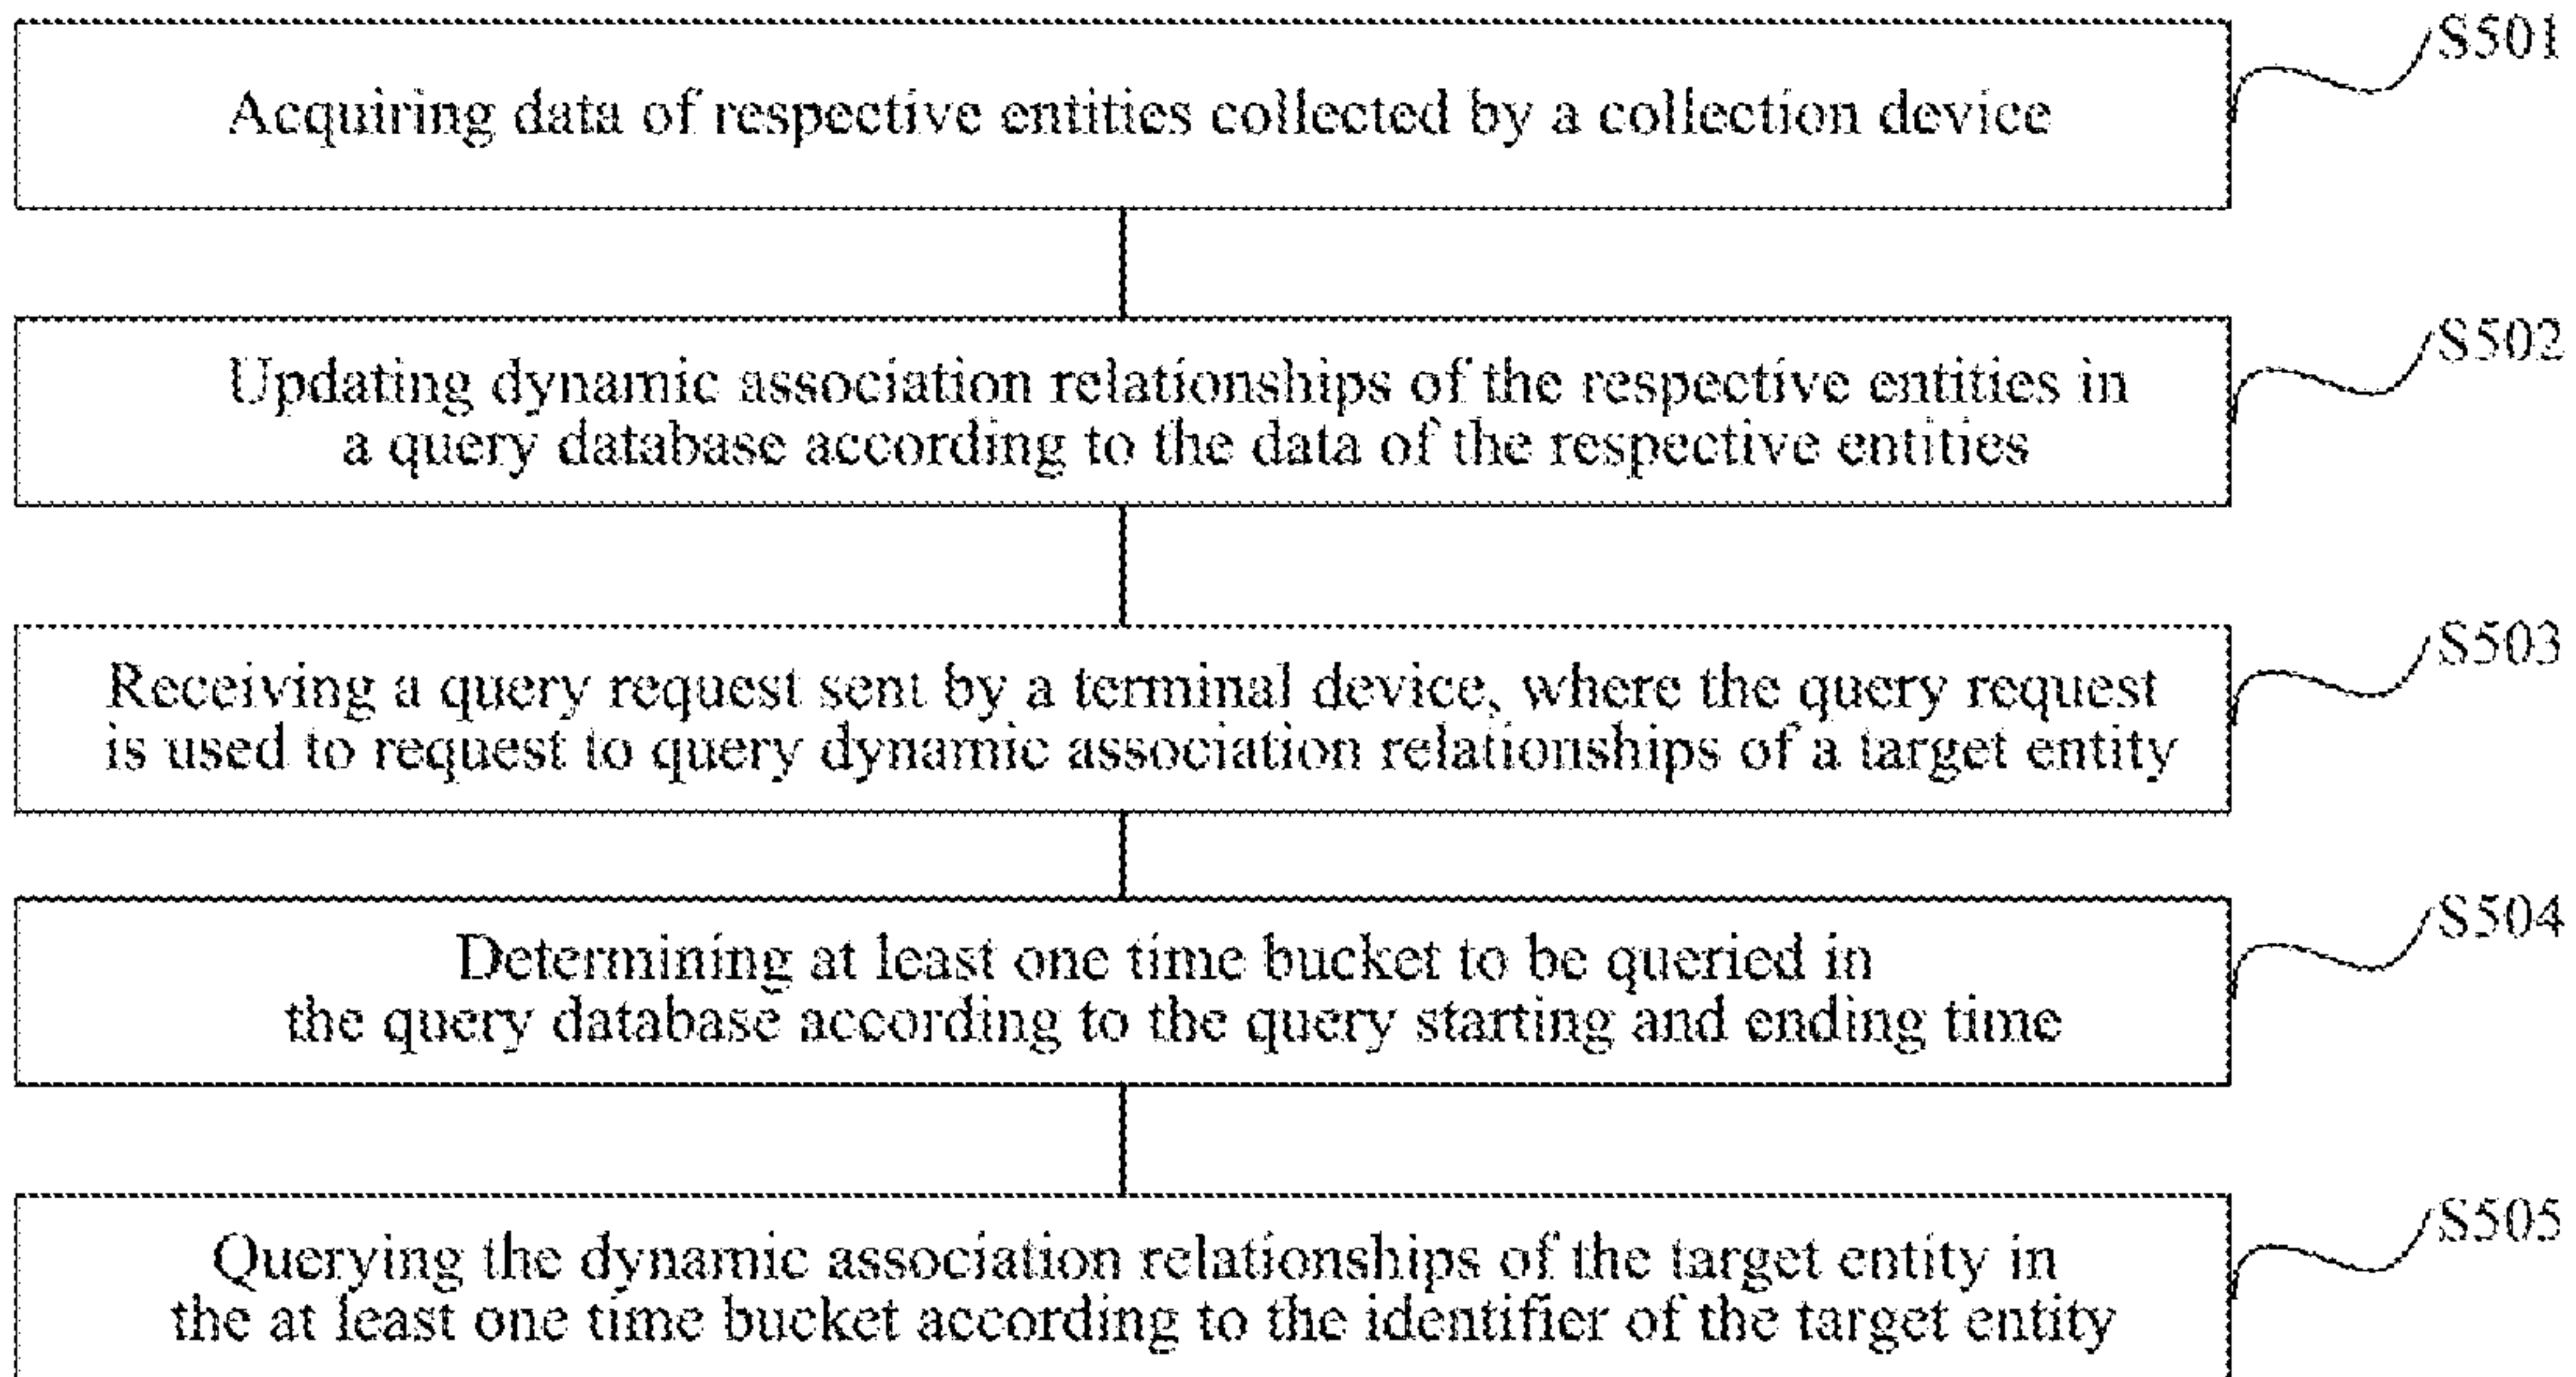 S501
Acquiring data of respective entities collected by a collection device
S502
Updating dynamic association relationships of the respective entities in
a query database according to the data of the respective entities
S503
Receiving a query request sent by a terminal device, where the query request
is used to request to query dynamic association relationships of a target entity
S504
Determining at least one time bucket to be queried in
the query database according to the query starting and ending time
S505
Querying the dynamic association relationships of the target entity in
the at least one time bucket according to the identifier of the target entity